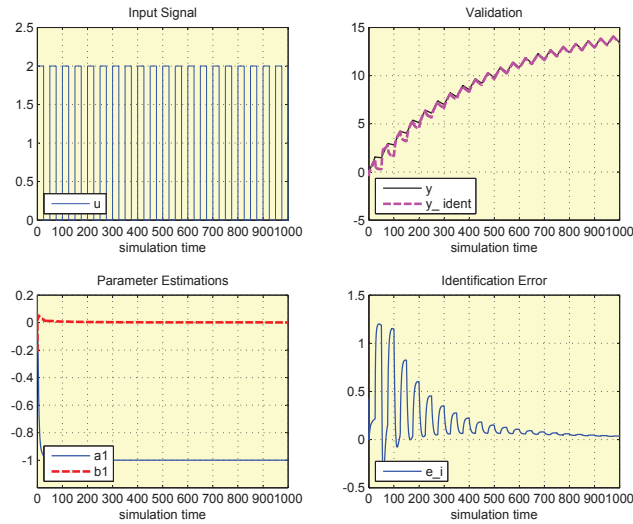 Input Signal
2.5
2
1.5
1
0.5
0
u
0 100 200 300 400 500 600 700 800 9001000
simulation time
Validation
15
10
5
0
-5
y
y_ ident
0 100 200 300 400 500 600 700 800 9001000
simulation time
Parameter Estimations
0.2
0
-0.2
-0.4
-0.6
-0.8
-1
a1
b1
0 100 200 300 400 500 600 700 800 9001000
simulation time
Identification Error
1.5
1
0.5
0
-0.5
e_i
0 100 200 300 400 500 600 700 800 9001000
simulation time